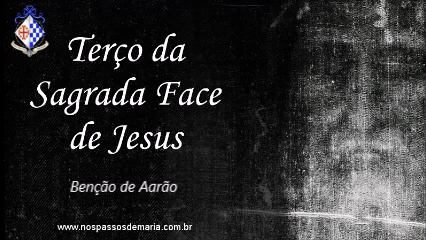 Terço da
Sagrada Face
de Jesus
Benção de Aarão
www.nospassosdemaria.com.br